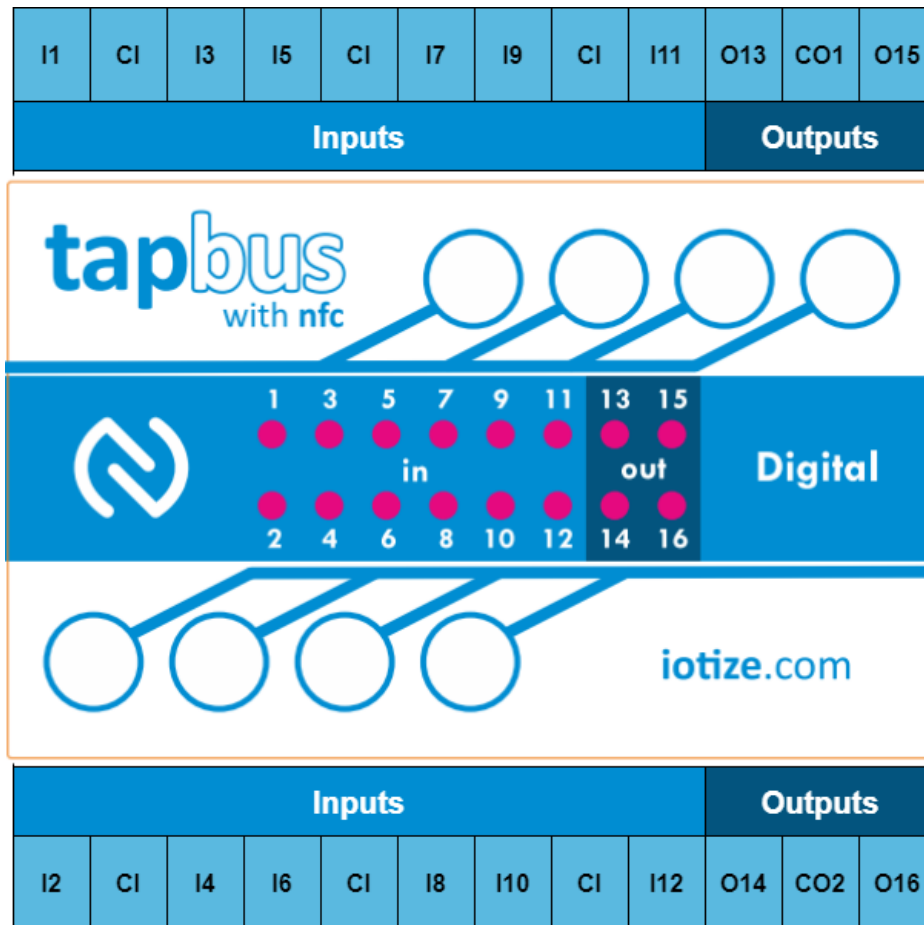 I1 CI I3 I5 CI I7 I9 CI I11 O13 CO1 O15
Inputs Outputs
tapbus
with nfc
1 3 5 7 9 11 13 15
in out Digital
2 4 6 8 10 12 14 16
iotize.com
Inputs Outputs
I2 CI I4 I6 CI I8 I10 CI I12 O14 CO2 O16